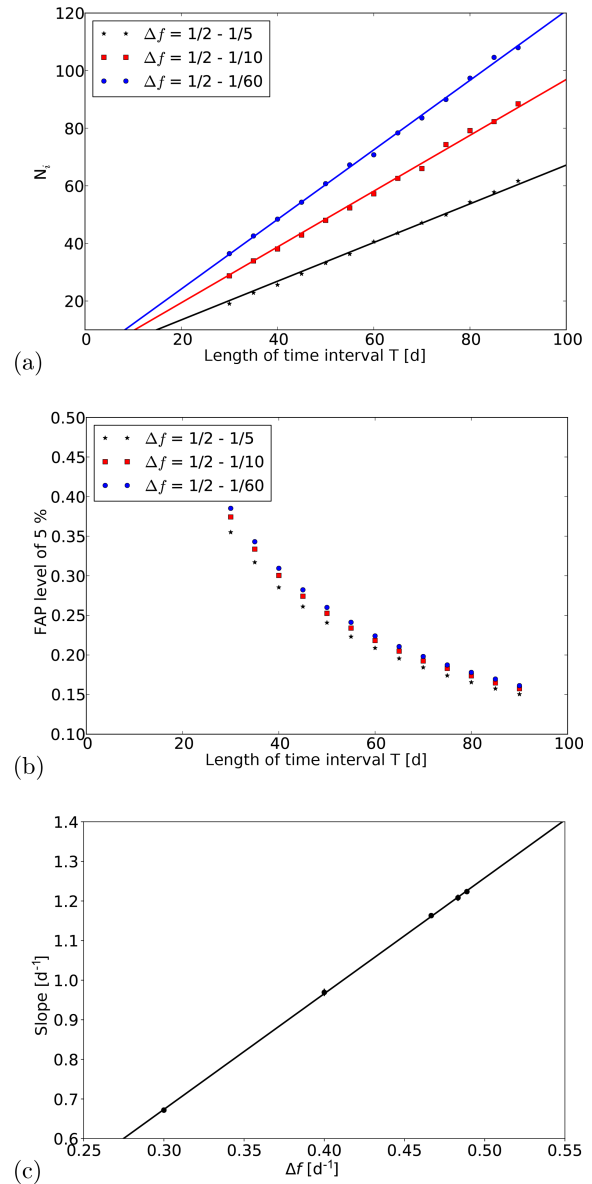 120
100
80
60
40
20
N_i
Δf = 1/2 - 1/5
Δf = 1/2 - 1/10
Δf = 1/2 - 1/60
0 20 40 60 80 100
Length of time interval T [d]
(a)
0.50
0.45
0.40
0.35
0.30
0.25
0.20
0.15
0.10
FAP level of 5 %
Δf = 1/2 - 1/5
Δf = 1/2 - 1/10
Δf = 1/2 - 1/60
0 20 40 60 80 100
Length of time interval T [d]
(b)
1.4
1.3
1.2
1.1
1.0
0.9
0.8
0.7
0.6
Slope [d⁻¹]
0.25 0.30 0.40 0.45 0.50 0.55
Δf [d⁻¹]
(c)